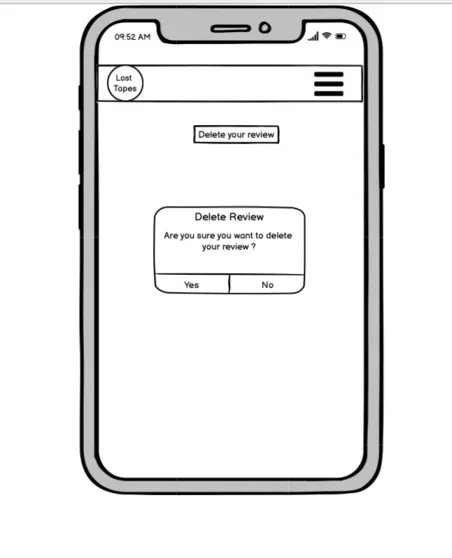 09:52 AM
Lost
Tapes
Delete your review
Delete Review
Are you sure you want to delete
your review ?
Yes
No